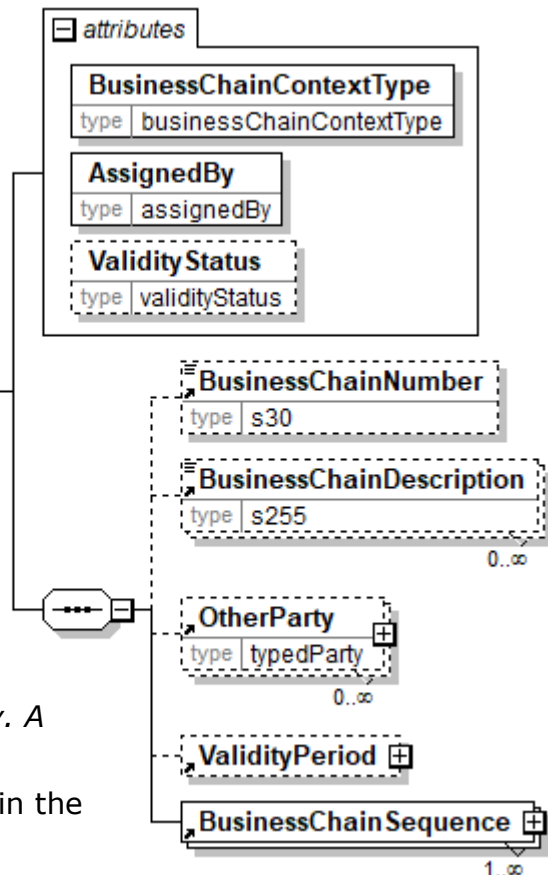 attributes
BusinessChainContextType
type businessChainContextType
AssignedBy
type assignedBy
ValidityStatus
type validityStatus
BusinessChainNumber
type s30
BusinessChainDescription
type s255
0..∞
OtherParty
type typedParty
0..∞
. A
ValidityPeriod
in the
BusinessChainSequence
1..∞